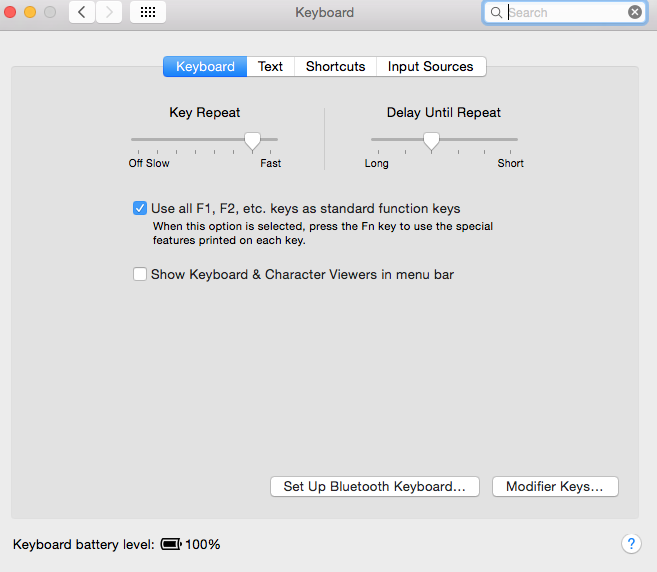 Keyboard
Search
Keyboard Text Shortcuts Input Sources
Key Repeat
Delay Until Repeat
Off Slow Fast
Long Short
Use all F1, F2, etc. keys as standard function keys
When this option is selected, press the Fn key to use the special
features printed on each key.
Show Keyboard & Character Viewers in menu bar
Set Up Bluetooth Keyboard... Modifier Keys...
Keyboard battery level: 100%
?